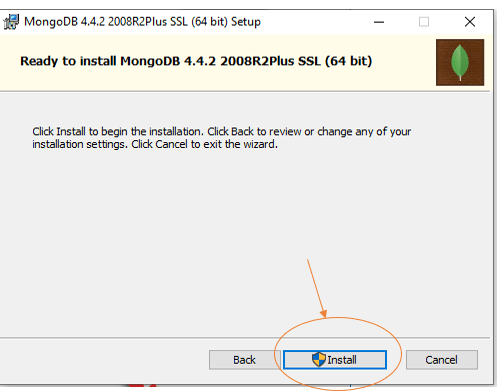 MongoDB 4.4.2 2008R2Plus SSL (64 bit) Setup
Ready to install MongoDB 4.4.2 2008R2Plus SSL (64 bit)
Click Install to begin the installation. Click Back to review or change any of your
installation settings. Click Cancel to exit the wizard.
Back Install Cancel